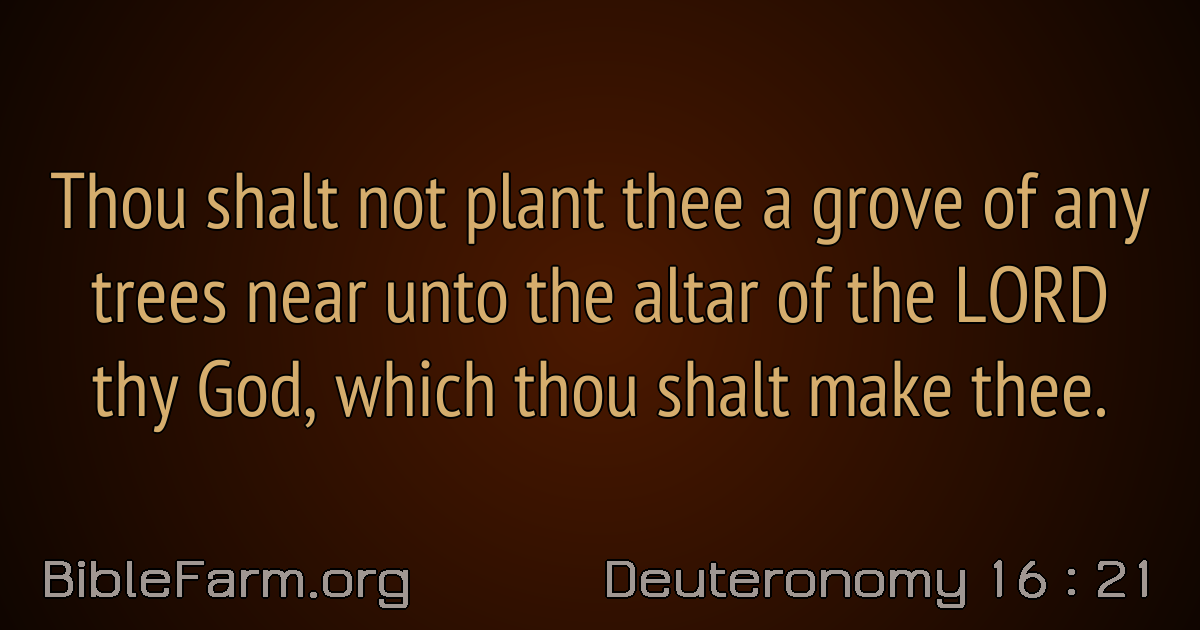 Thou shalt not plant thee a grove of any
trees near unto the altar of the LORD
thy God, which thou shalt make thee.
BibleFarm.org
Deuteronomy 16 : 21